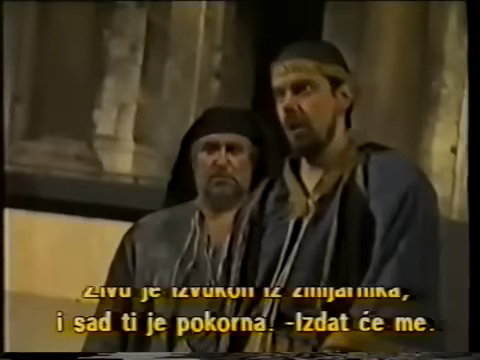 Živu je izvukoh iz zmijarnika,
i sad ti je pokorna. -Izdat će me.